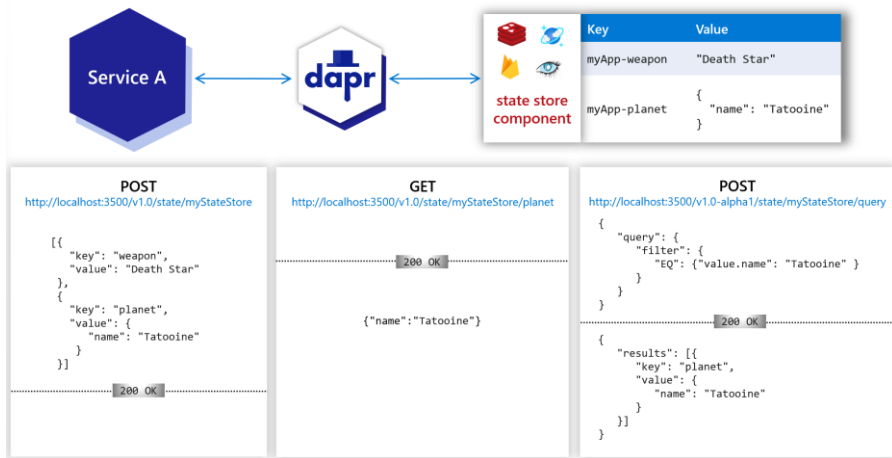 Service A
dapr
state store
component
Key Value
myApp-weapon "Death Star"
myApp-planet {
"name": "Tatooine"
}
POST
http://localhost:3500/v1.0/state/myStateStore
[{
"key": "weapon",
"value": "Death Star"
},
{
"key": "planet",
"value": {
"name": "Tatooine"
}
}]
200 OK
GET
http://localhost:3500/v1.0/state/myStateStore/planet
200 OK
{"name":"Tatooine"}
POST
http://localhost:3500/v1.0-alpha1/state/myStateStore/query
{
"query": {
"filter": {
"EQ": {"value.name": "Tatooine" }
}
}
}
200 OK
{
"results": [{
"key": "planet",
"value": {
"name": "Tatooine"
}
}]
}